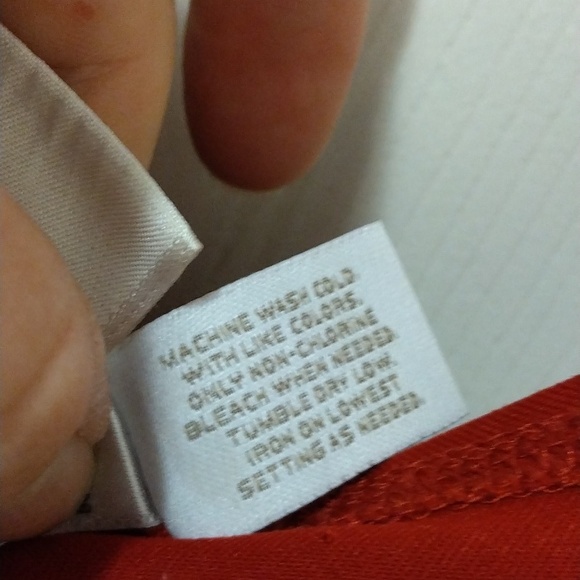 MACHINE WASH COLD
WITH LIKE COLORS.
ONLY NON-CHLORINE
BLEACH WHEN NEEDED
TUMBLE DRY LOW.
IRON ON LOWEST
SETTING AS NEEDED